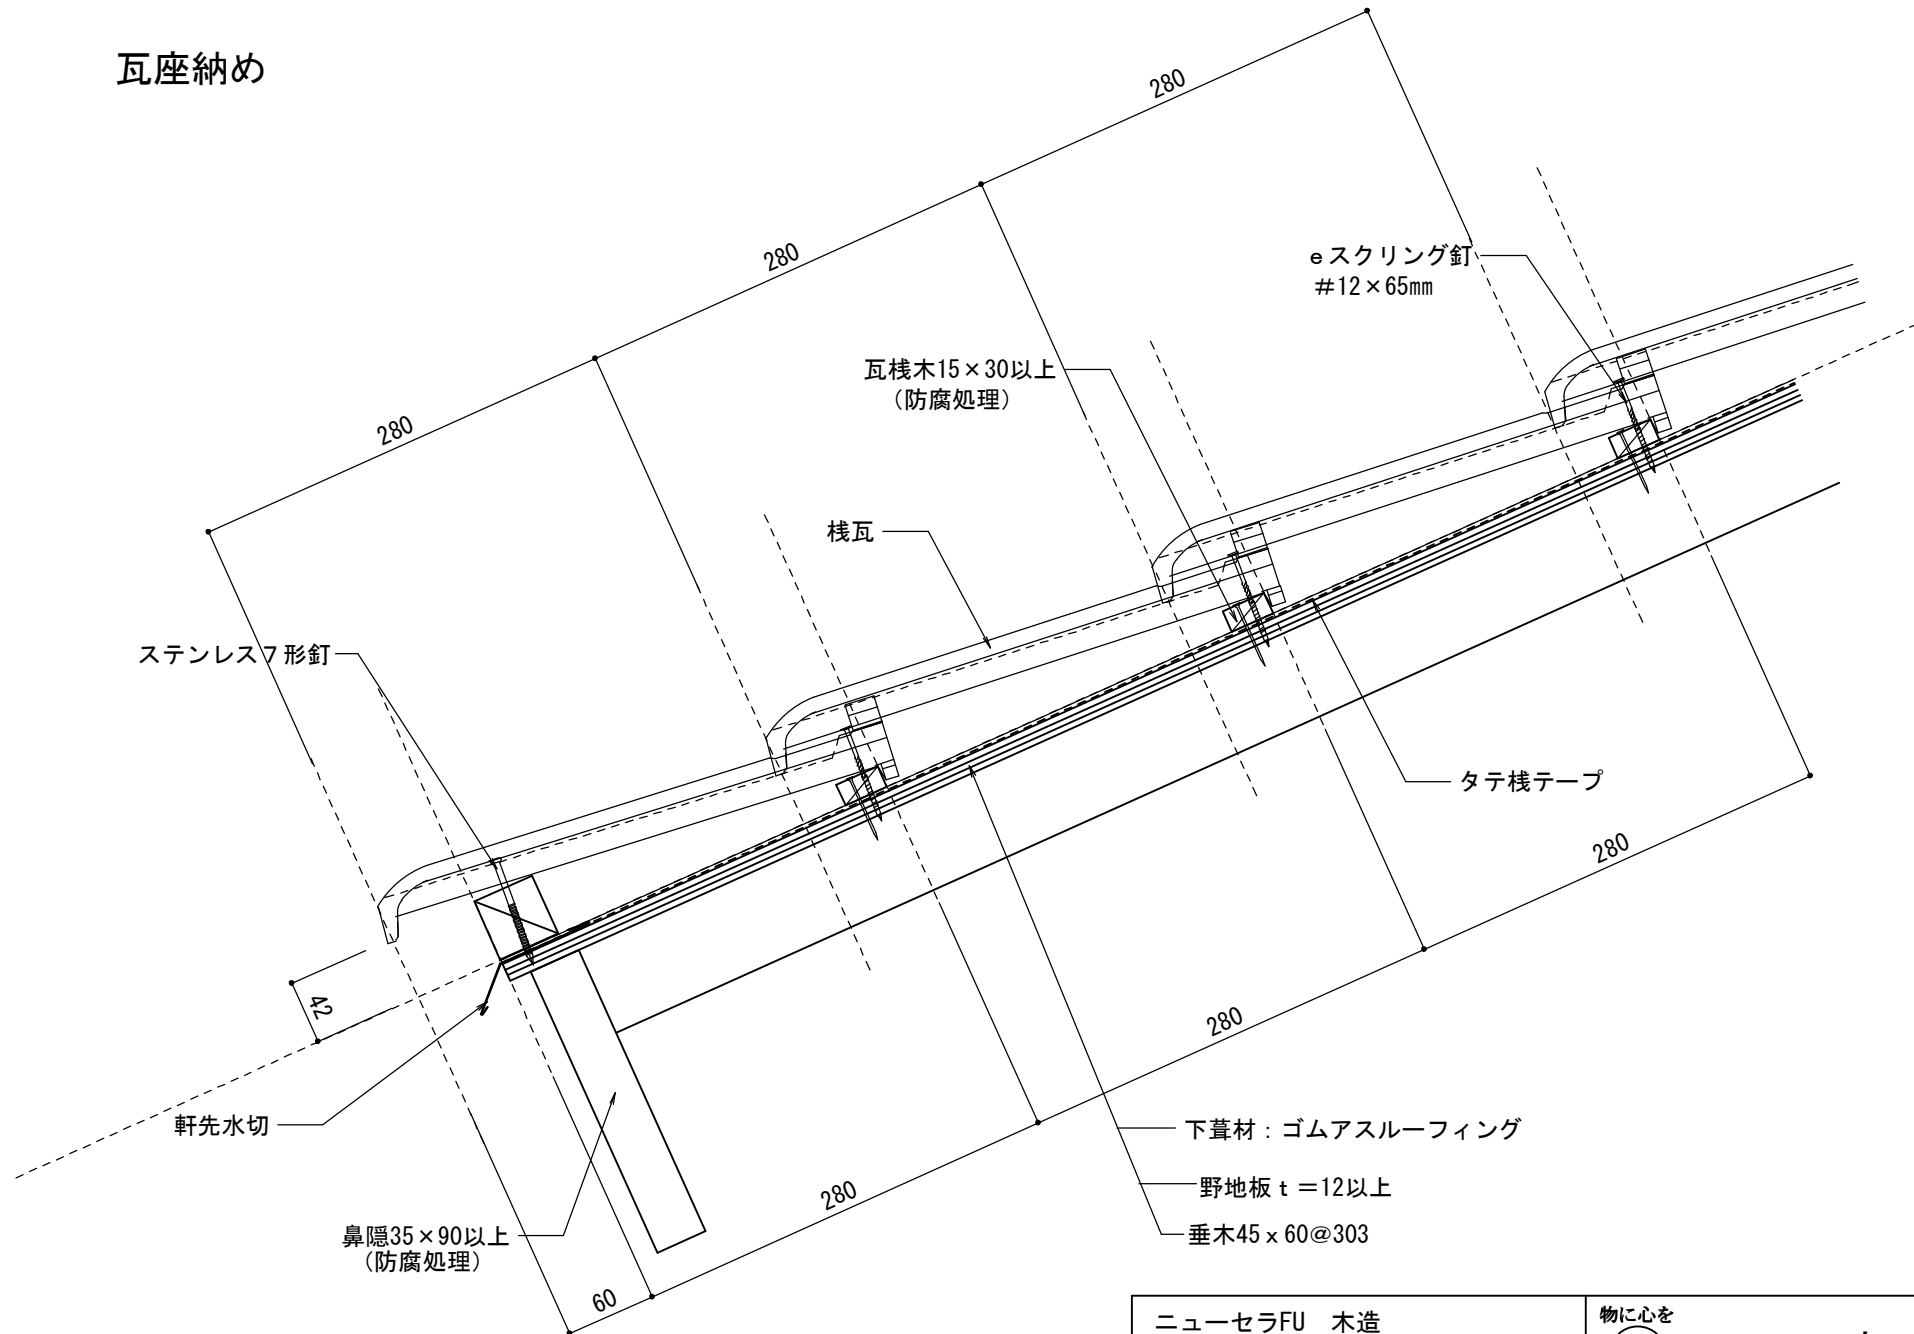 瓦座納め
280
280
280
eスクリング釘
#12×65mm
瓦桟木15×30以上
(防腐処理)
桟瓦
ステンレス7形釘
タテ桟テープ
280
280
280
42
軒先水切
下葺材:ゴムアスルーフィング
野地板t=12以上
垂木45x60@303
鼻隠35×90以上
(防腐処理)
60
ニューセラFU 木造
物に心を